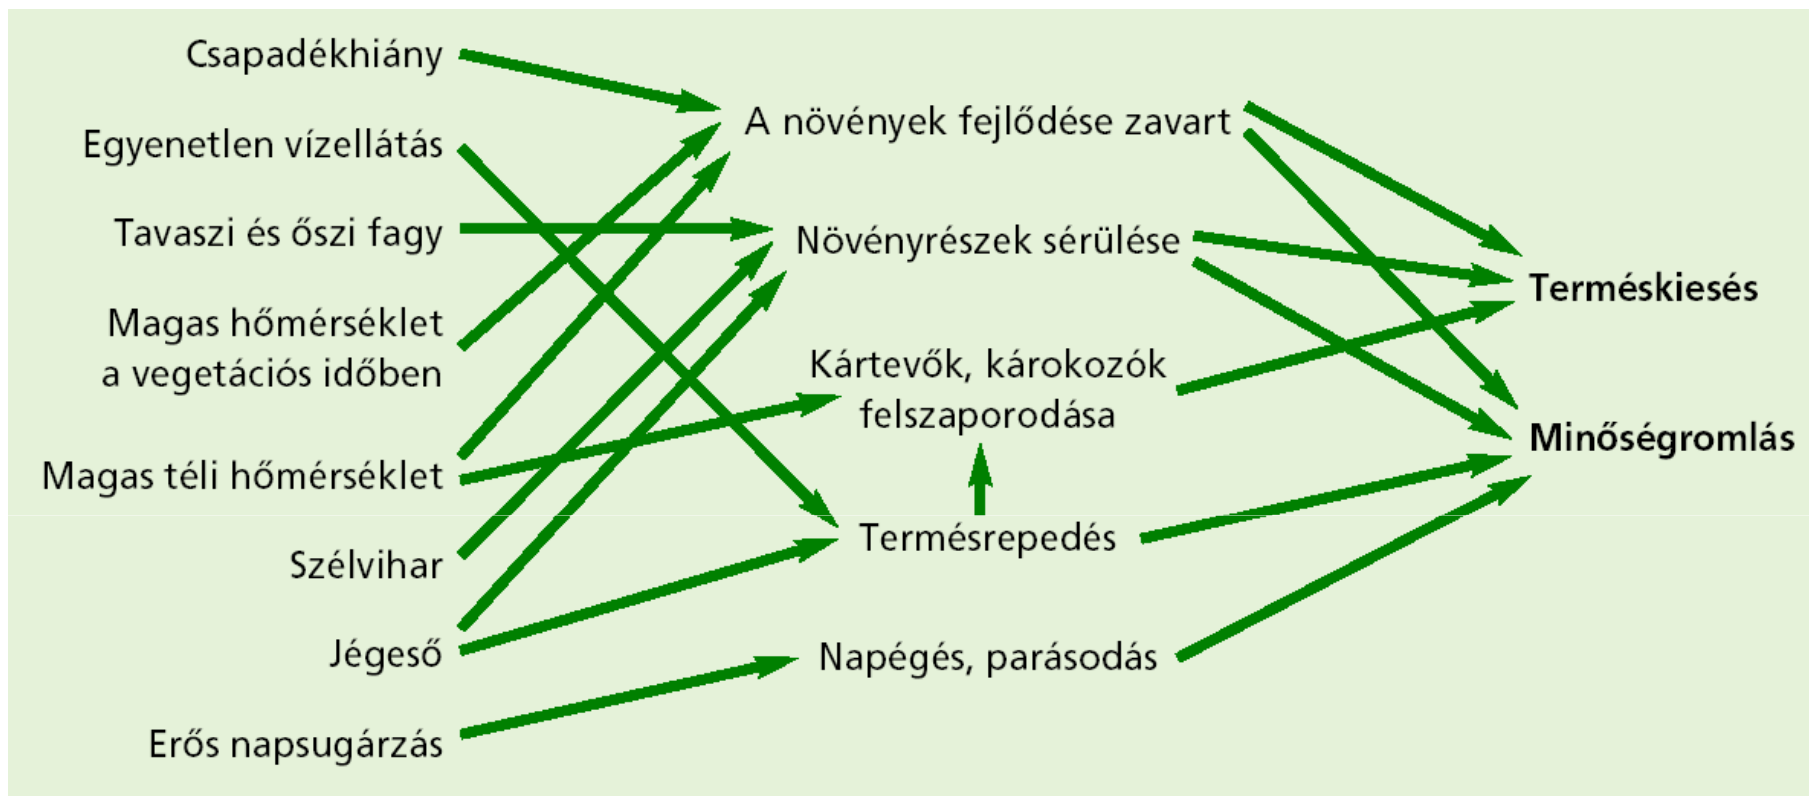 Csapadékhiány
Egyenetlen vízellátás
Tavaszi és őszi fagy
Magas hőmérséklet
a vegetációs időben
Magas téli hőmérséklet
Szélvihar
Jégeső
Erős napsugárzás
A növények fejlődése zavart
Növényrészek sérülése
Kártevők, károkozók
felszaporodása
Termésrepedés
Napégés, parásodás
Terméskiesés
Minőségromlás